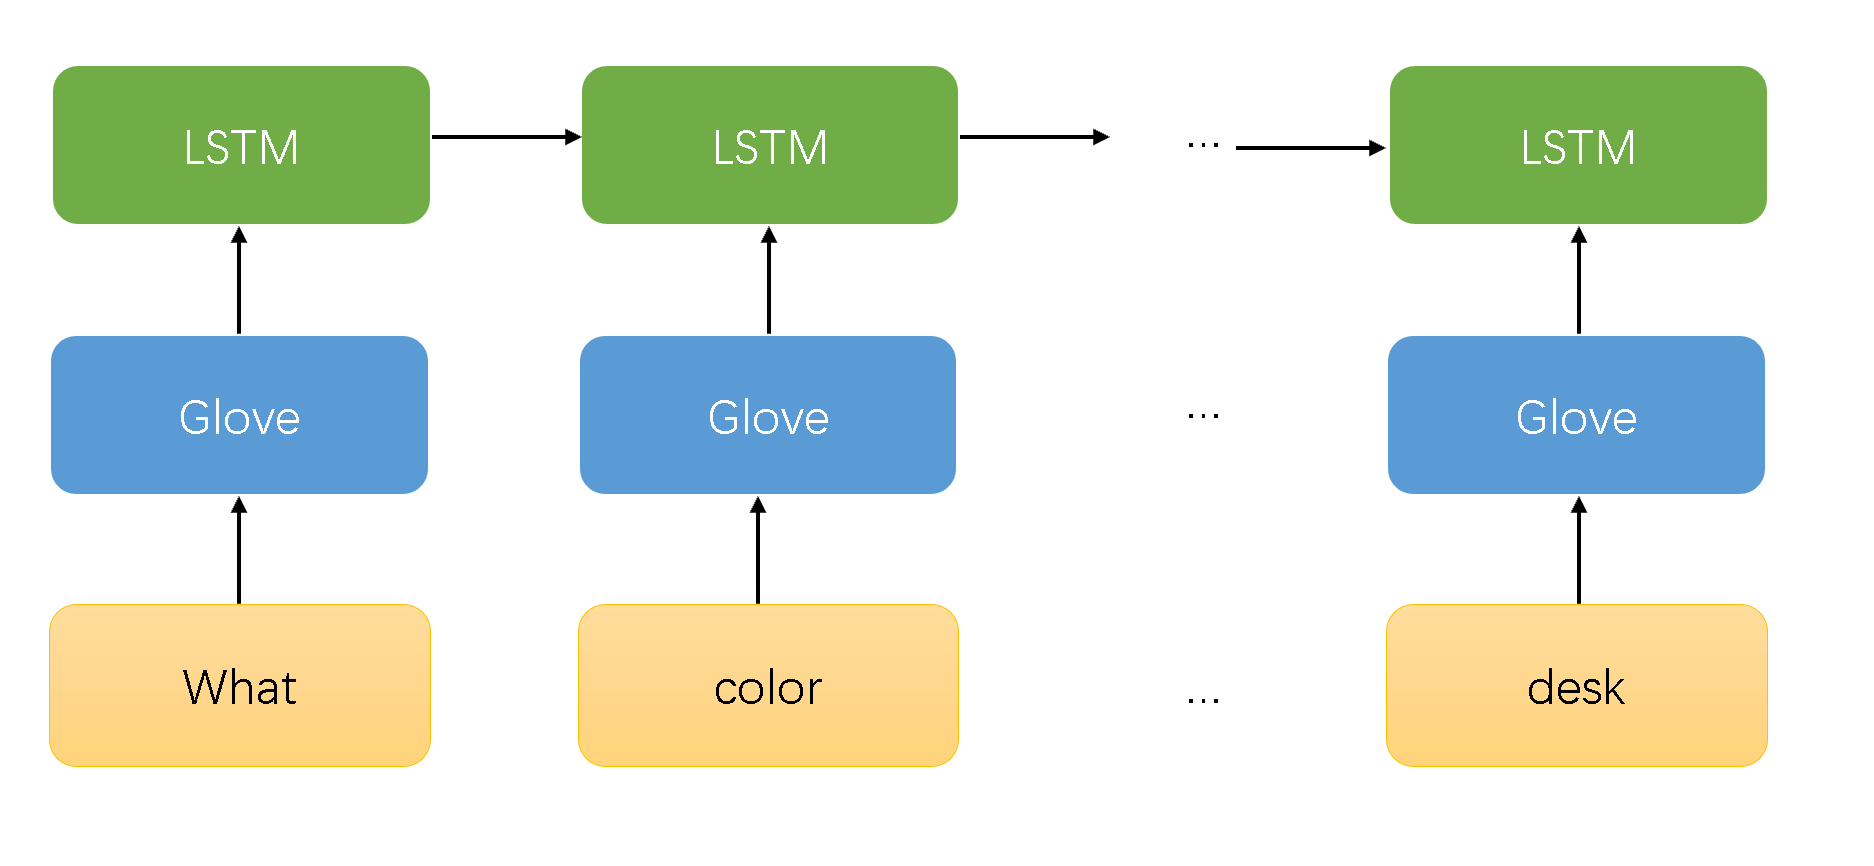 LSTM LSTM ... LSTM
Glove Glove ... Glove
What color ... desk